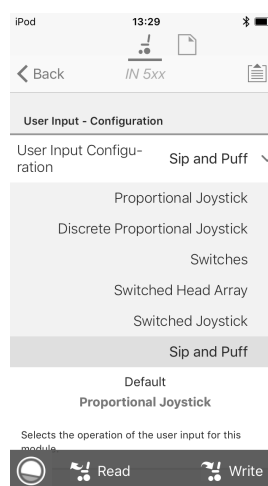 iPod 13:29
Back IN 5xx
User Input - Configuration
User Input Configu-
ration
Sip and Puff
Proportional Joystick
Discrete Proportional Joystick
Switches
Switched Head Array
Switched Joystick
Sip and Puff
Default
Proportional Joystick
Selects the operation of the user input for this
module.
Read Write